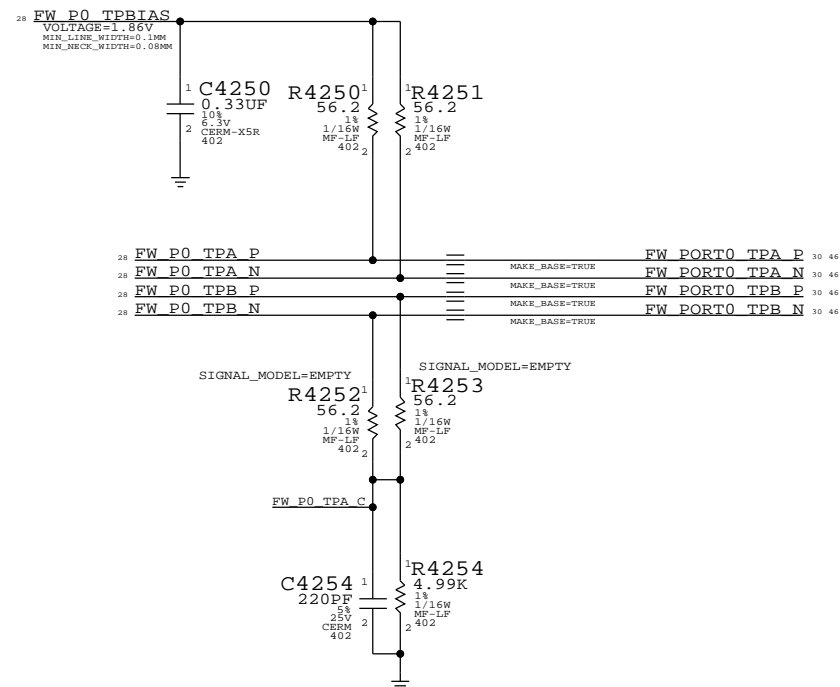 28 FW_P0_TPBIAS
VOLTAGE=1.86V
MIN_LINE_WIDTH=0.1MM
MIN_NECK_WIDTH=0.08MM
1 C4250
0.33UF
10%
6.3V
2 CERM-X5R
402
R4250 1
56.2
1%
1/16W
MF-LF
402 2
1 R4251
56.2
1%
1/16W
MF-LF
2 402
28 FW_P0_TPA_P
FW_PORT0_TPA_P 30 46
MAKE_BASE=TRUE
28 FW_P0_TPA_N
FW_PORT0_TPA_N 30 46
MAKE_BASE=TRUE
28 FW_P0_TPB_P
FW_PORT0_TPB_P 30 46
MAKE_BASE=TRUE
28 FW_P0_TPB_N
FW_PORT0_TPB_N 30 46
MAKE_BASE=TRUE
SIGNAL_MODEL=EMPTY
R4252 1
56.2
1%
1/16W
MF-LF
402 2
SIGNAL_MODEL=EMPTY
1 R4253
56.2
1%
1/16W
MF-LF
2 402
FW_P0_TPA_C
C4254 1
220PF
5%
25V 2
CERM
402
1 R4254
4.99K
1%
1/16W
MF-LF
2 402